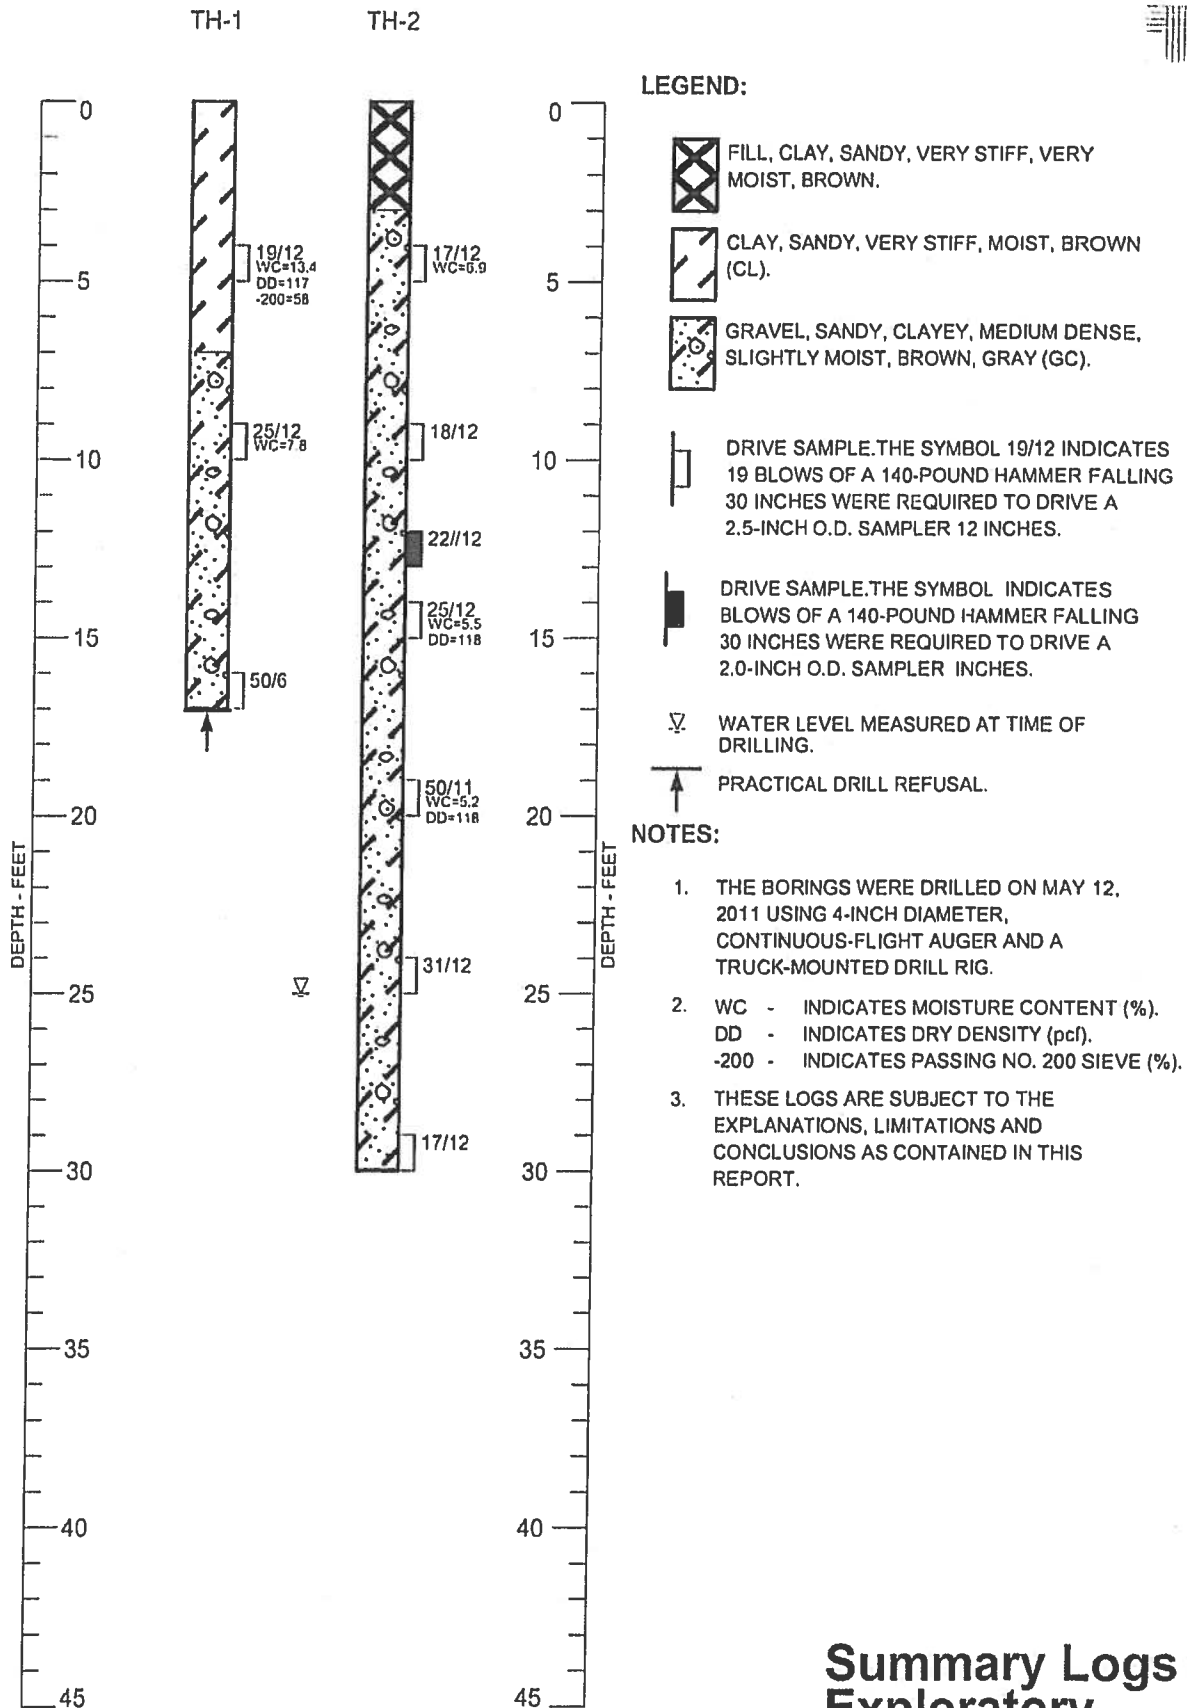 TH-1
TH-2
0
5
10
15
20
25
30
35
40
45
DEPTH - FEET
19/12
WC=13.4
DD=117
-200=58
25/12
WC=7.8
50/6
17/12
WC=6.9
18/12
22//12
25/12
WC=5.5
DD=118
50/11
WC=5.2
DD=118
31/12
17/12
0
5
10
15
20
25
30
35
40
45
DEPTH - FEET
LEGEND:
FILL, CLAY, SANDY, VERY STIFF, VERY
MOIST, BROWN.
CLAY, SANDY, VERY STIFF, MOIST, BROWN
(CL).
GRAVEL, SANDY, CLAYEY, MEDIUM DENSE,
SLIGHTLY MOIST, BROWN, GRAY (GC).
DRIVE SAMPLE.THE SYMBOL 19/12 INDICATES
19 BLOWS OF A 140-POUND HAMMER FALLING
30 INCHES WERE REQUIRED TO DRIVE A
2.5-INCH O.D. SAMPLER 12 INCHES.
DRIVE SAMPLE.THE SYMBOL INDICATES
BLOWS OF A 140-POUND HAMMER FALLING
30 INCHES WERE REQUIRED TO DRIVE A
2.0-INCH O.D. SAMPLER INCHES.
WATER LEVEL MEASURED AT TIME OF
DRILLING.
PRACTICAL DRILL REFUSAL.
NOTES:
1. THE BORINGS WERE DRILLED ON MAY 12,
2011 USING 4-INCH DIAMETER,
CONTINUOUS-FLIGHT AUGER AND A
TRUCK-MOUNTED DRILL RIG.
2. WC - INDICATES MOISTURE CONTENT (%).
DD - INDICATES DRY DENSITY (pcf).
-200 - INDICATES PASSING NO. 200 SIEVE (%).
3. THESE LOGS ARE SUBJECT TO THE
EXPLANATIONS, LIMITATIONS AND
CONCLUSIONS AS CONTAINED IN THIS
REPORT.
Summary Logs
Exploratory